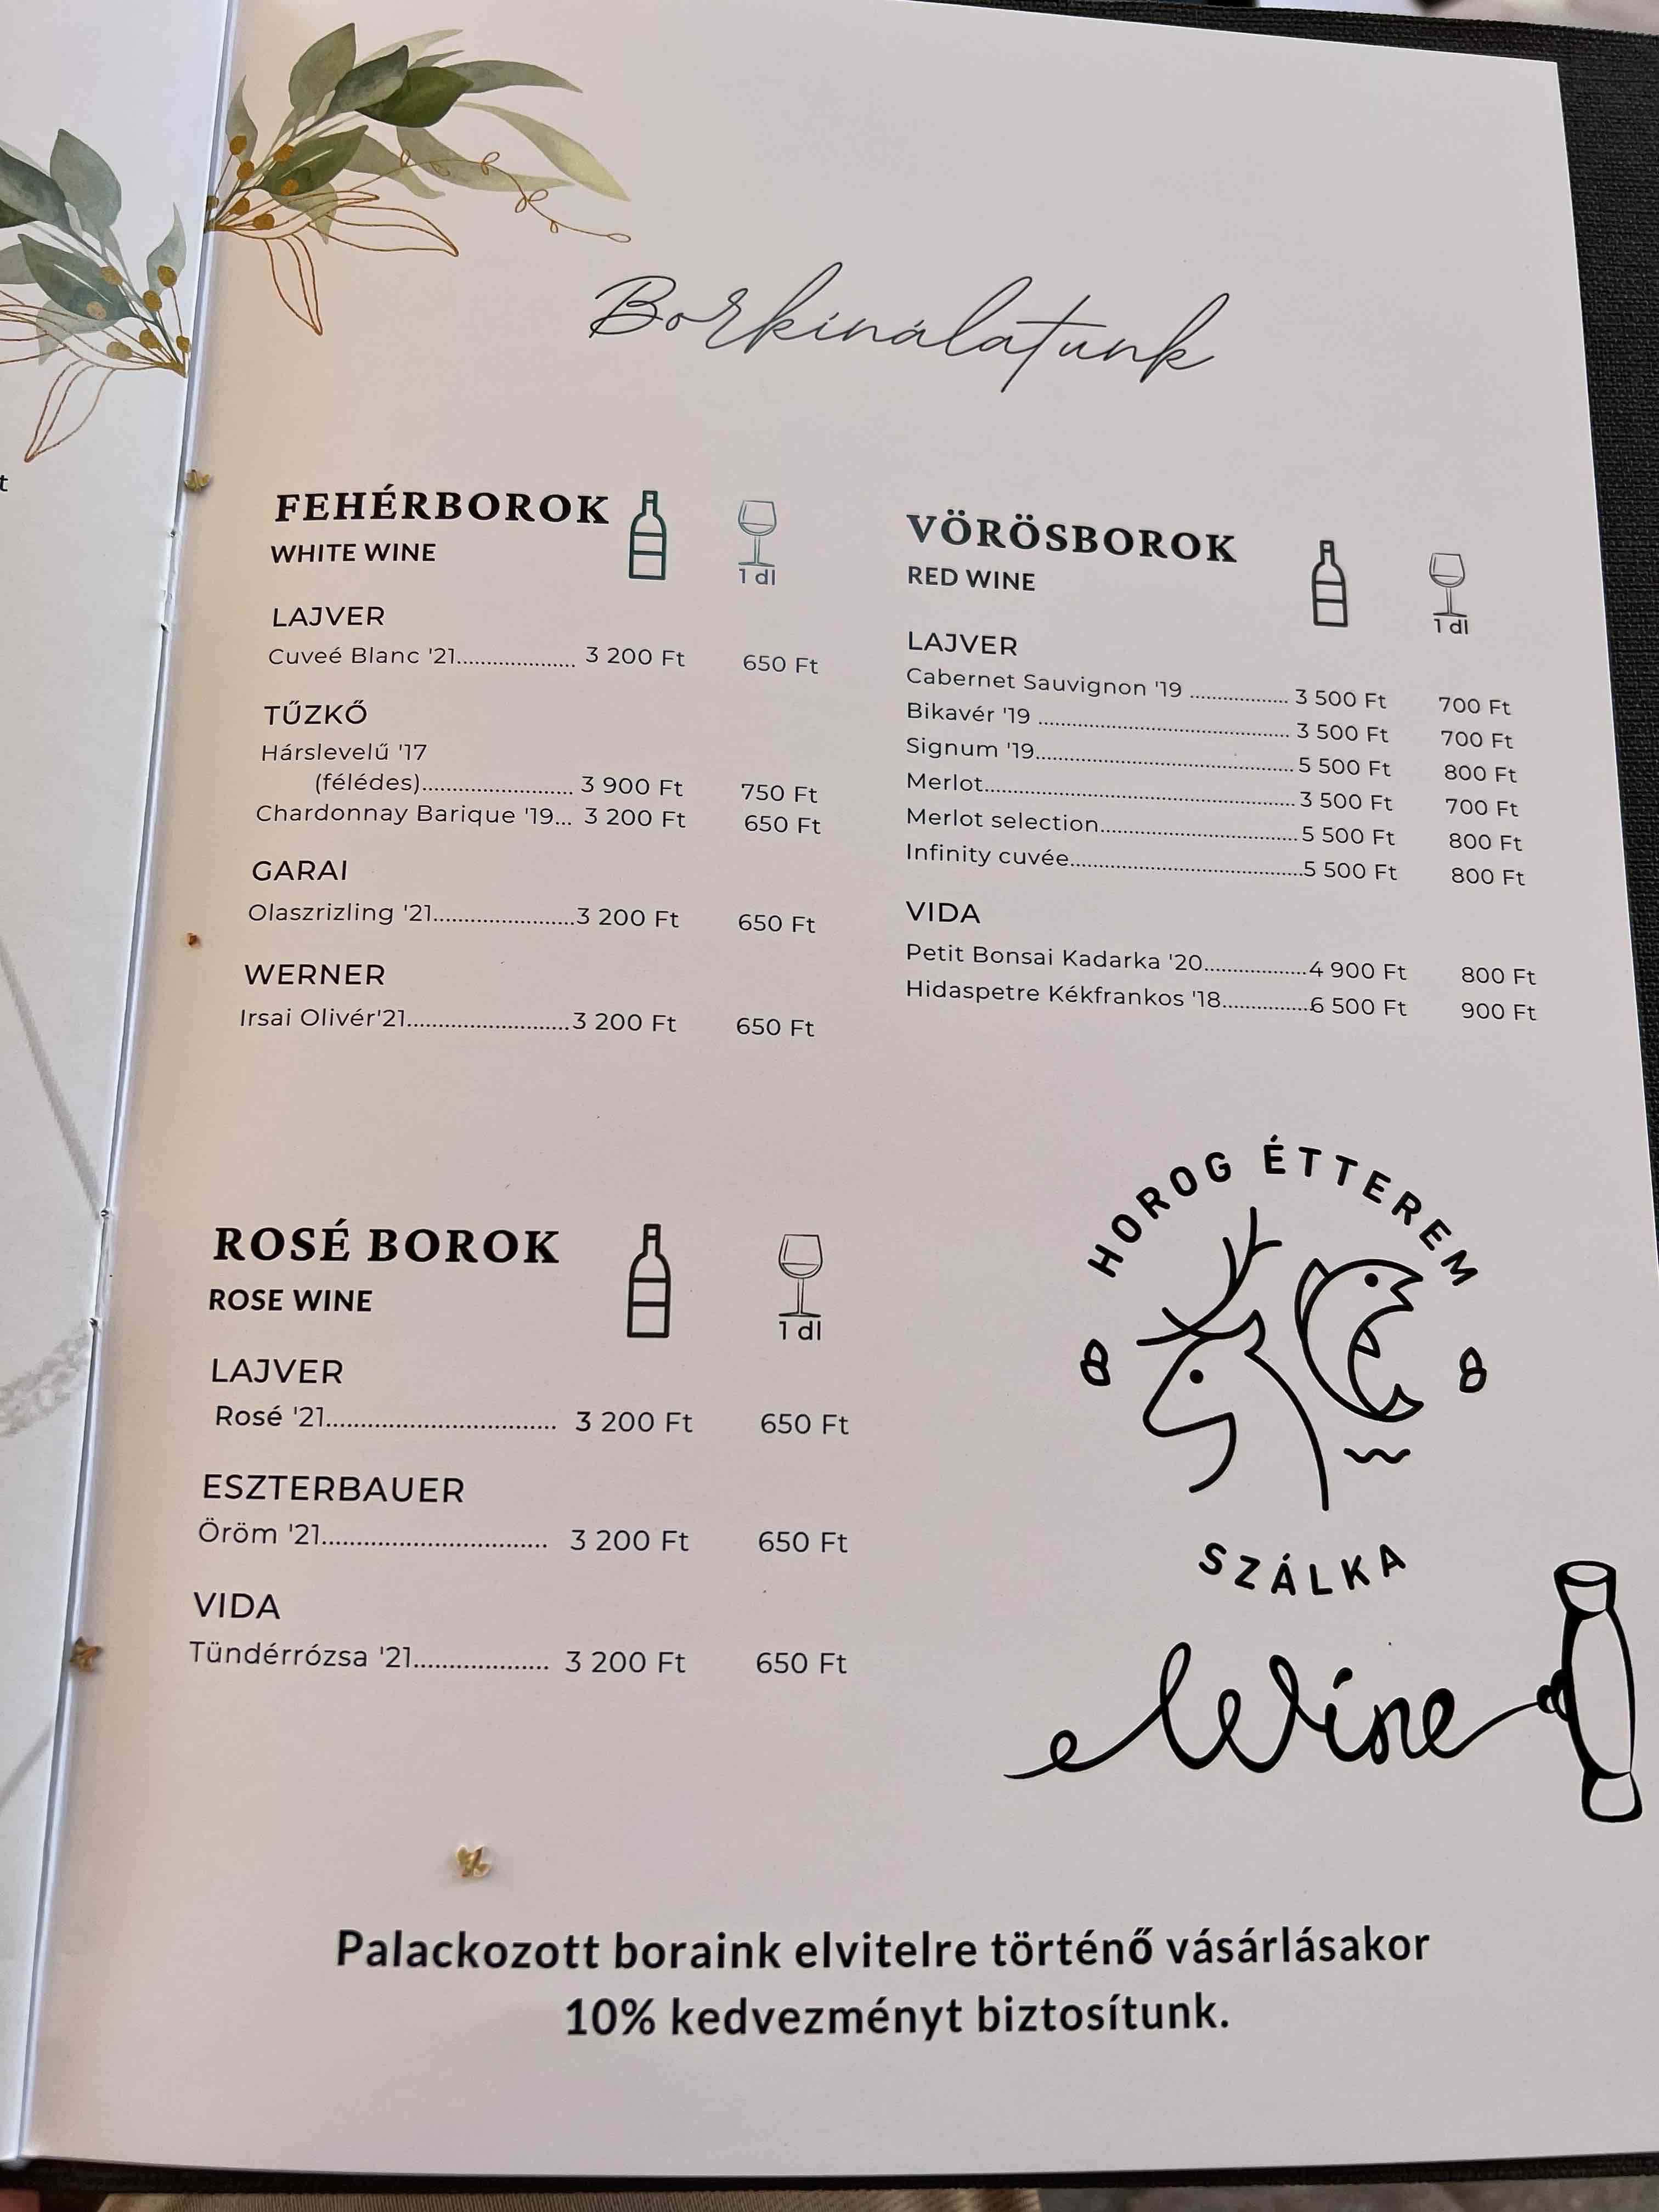 t
Borkínálatunk
FEHÉRBOROK
WHITE WINE
1 dl
LAJVER
Cuveé Blanc '21.................... 3 200 Ft 650 Ft
TŰZKŐ
Hárslevelű '17
(félédes)......................... 3 900 Ft 750 Ft
Chardonnay Barique '19... 3 200 Ft 650 Ft
GARAI
Olaszrizling '21........................3 200 Ft 650 Ft
WERNER
Irsai Olivér'21...........................3 200 Ft 650 Ft
VÖRÖSBOROK
RED WINE
1 dl
LAJVER
Cabernet Sauvignon '19 ................. 3 500 Ft 700 Ft
Bikavér '19 ........................................... 3 500 Ft 700 Ft
Signum '19............................................5 500 Ft 800 Ft
Merlot.....................................................3 500 Ft 700 Ft
Merlot selection..................................5 500 Ft 800 Ft
Infinity cuvée........................................5 500 Ft 800 Ft
VIDA
Petit Bonsai Kadarka '20..................4 900 Ft 800 Ft
Hidaspetre Kékfrankos '18...............6 500 Ft 900 Ft
ROSÉ BOROK
ROSE WINE
1 dl
LAJVER
Rosé '21.................................. 3 200 Ft 650 Ft
ESZTERBAUER
Öröm '21................................. 3 200 Ft 650 Ft
VIDA
Tündérrózsa '21................... 3 200 Ft 650 Ft
HOROG ÉTTEREM
SZÁLKA
Wine
Palackozott boraink elvitelre történő vásárlásakor
10% kedvezményt biztosítunk.